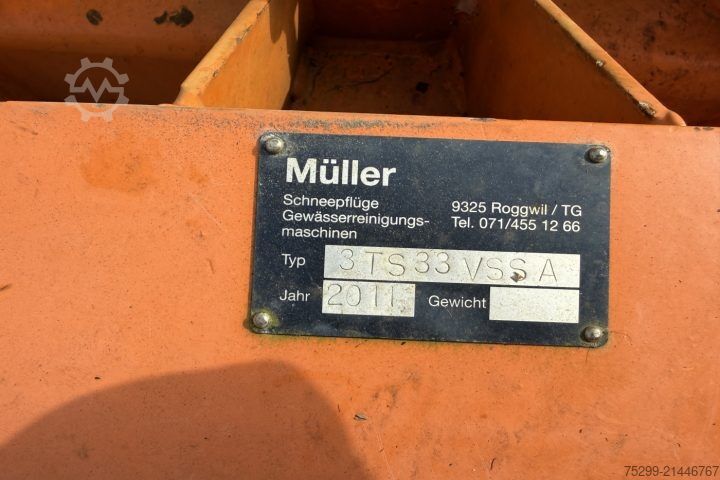 Müller
Schneepflüge
Gewässerreinigungs-
maschinen
9325 Roggwil / TG
Tel. 071/455 12 66
Typ 3TS33 VSSA
Jahr 2011 Gewicht
75299-21446767